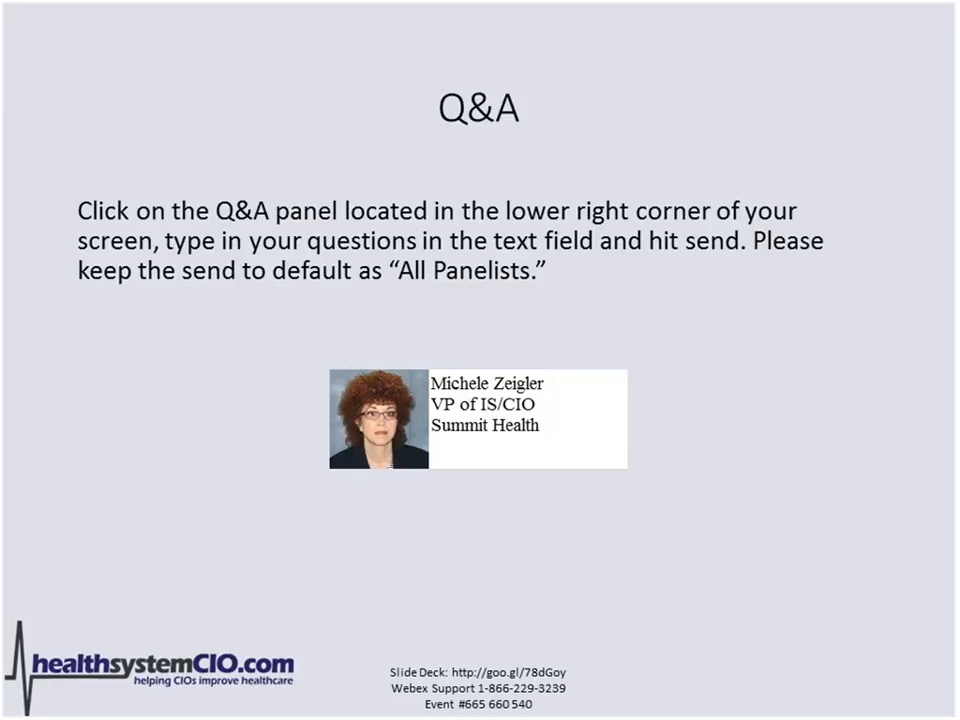 Q&A
Click on the Q&A panel located in the lower right corner of your
screen, type in your questions in the text field and hit send. Please
keep the send to default as “All Panelists.”
Michele Zeigler
VP of IS/CIO
Summit Health
healthsystemCIO.com
helping CIOs improve healthcare
Slide Deck: http://goo.gl/78dGoy
Webex Support 1-866-229-3239
Event #665 660 540